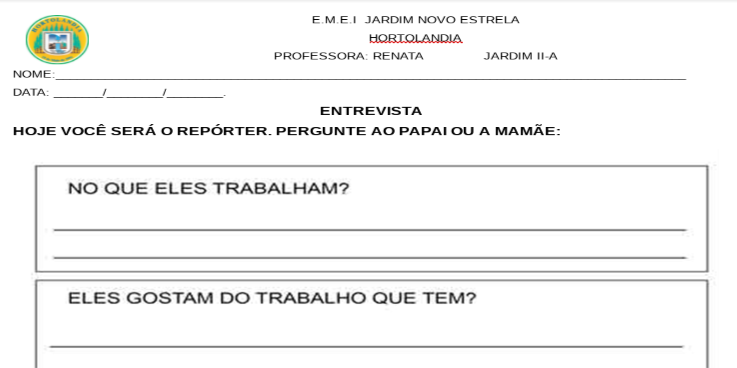 HORTOLANDIA
E.M.E.I JARDIM NOVO ESTRELA
HORTOLANDIA
PROFESSORA: RENATA JARDIM II-A
NOME:
DATA: / / .
ENTREVISTA
HOJE VOCÊ SERÁ O REPÓRTER. PERGUNTE AO PAPAI OU A MAMÃE:
NO QUE ELES TRABALHAM?
ELES GOSTAM DO TRABALHO QUE TEM?